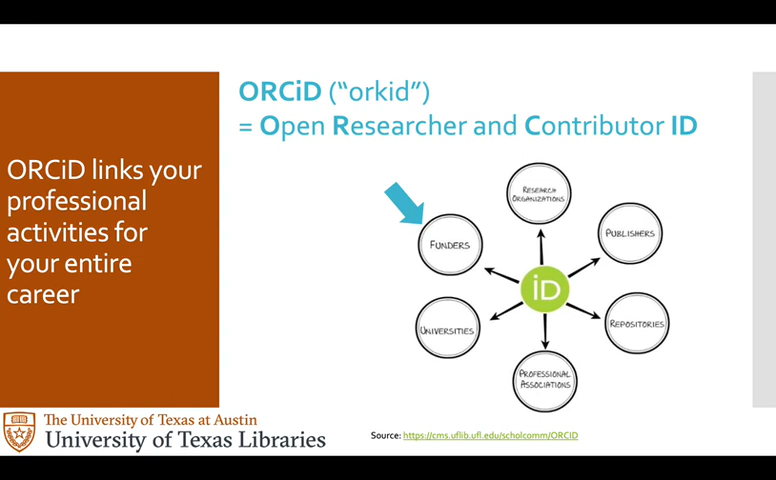 ORCiD (“orkid”)
= Open Researcher and Contributor ID
ORCiD links your
professional
activities for
your entire
career
RESEARCH
ORGANIZATIONS
FUNDERS
PUBLISHERS
iD
UNIVERSITIES
REPOSITORIES
PROFESSIONAL
ASSOCIATIONS
The University of Texas at Austin
University of Texas Libraries
Source: https://cms.uflib.ufl.edu/scholcomm/ORCID